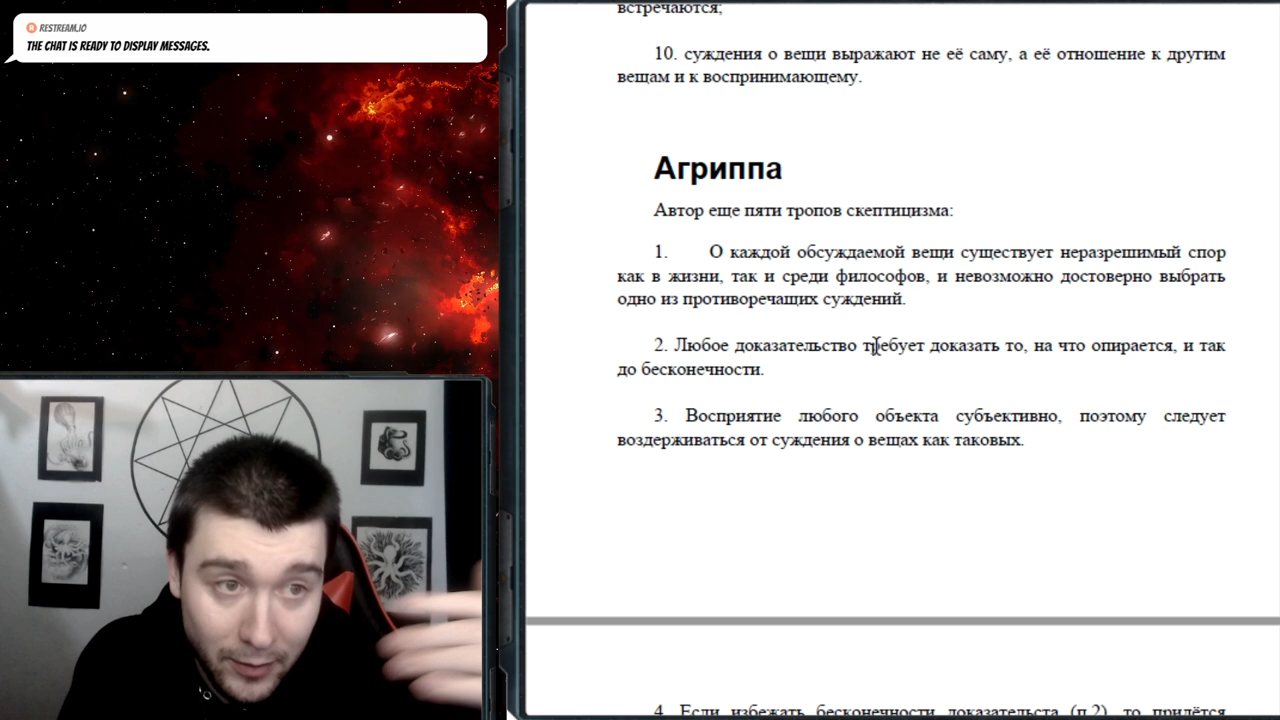 RESTREAM.IO
THE CHAT IS READY TO DISPLAY MESSAGES.
встречаются;
10. суждения о вещи выражают не её саму, а её отношение к другим
вещам и к воспринимающему.
Агриппа
Автор еще пяти тропов скептицизма:
1. О каждой обсуждаемой вещи существует неразрешимый спор
как в жизни, так и среди философов, и невозможно достоверно выбрать
одно из противоречащих суждений.
2. Любое доказательство требует доказать то, на что опирается, и так
до бесконечности.
3. Восприятие любого объекта субъективно, поэтому следует
воздерживаться от суждения о вещах как таковых.
4. Если избежать бесконечности доказательств (п.2), то придётся